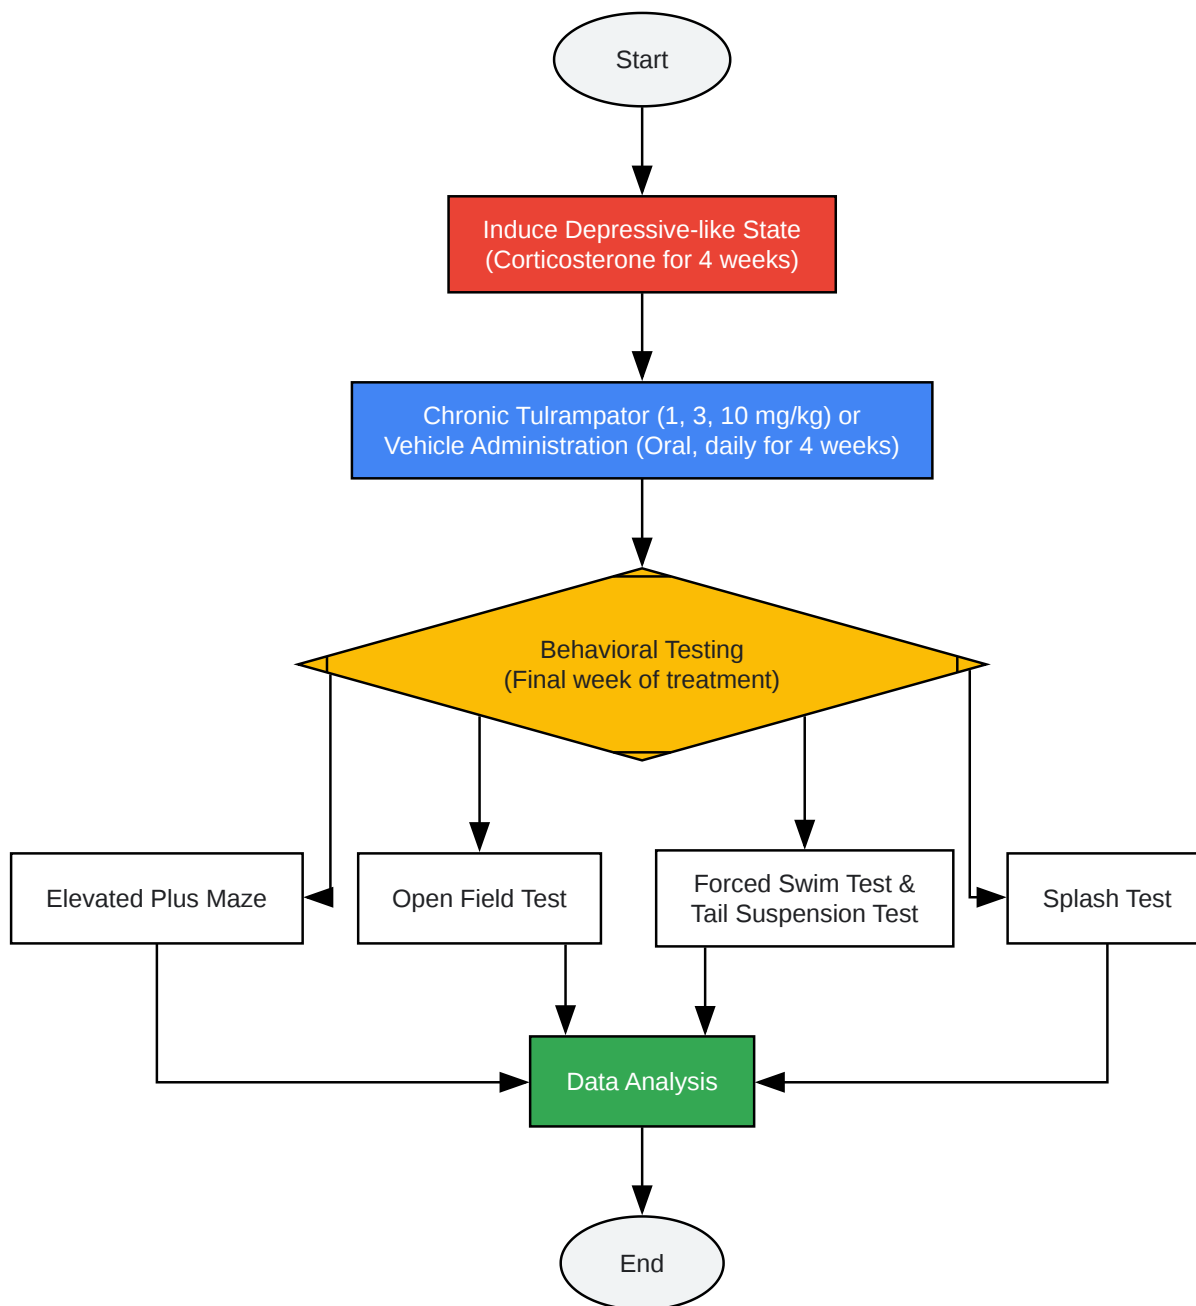 Start
Induce Depressive-like State
(Corticosterone for 4 weeks)
Chronic Tulrampator (1, 3, 10 mg/kg) or
Vehicle Administration (Oral, daily for 4 weeks)
Behavioral Testing
(Final week of treatment)
Elevated Plus Maze
Open Field Test
Forced Swim Test &
Tail Suspension Test
Splash Test
Data Analysis
End